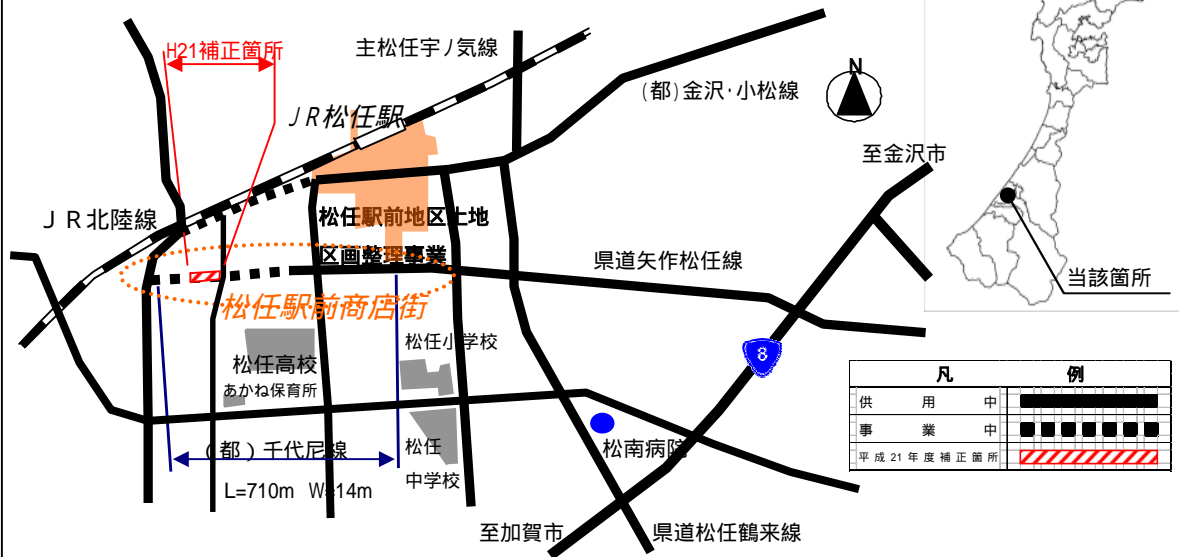 H21補正箇所
主松任宇ノ気線
(都)金沢･小松線
N
JR松任駅
至金沢市
JR北陸線
松任駅前地区土地
区画整理事業
県道矢作松任線
当該箇所
松任駅前商店街
松任小学校
松任高校
あかね保育所
8
凡 例
供用中
事業中
平成21年度補正箇所
(都)千代尼線
松任
中学校
松南病院
L=710m W=14m
至加賀市
県道松任鶴来線